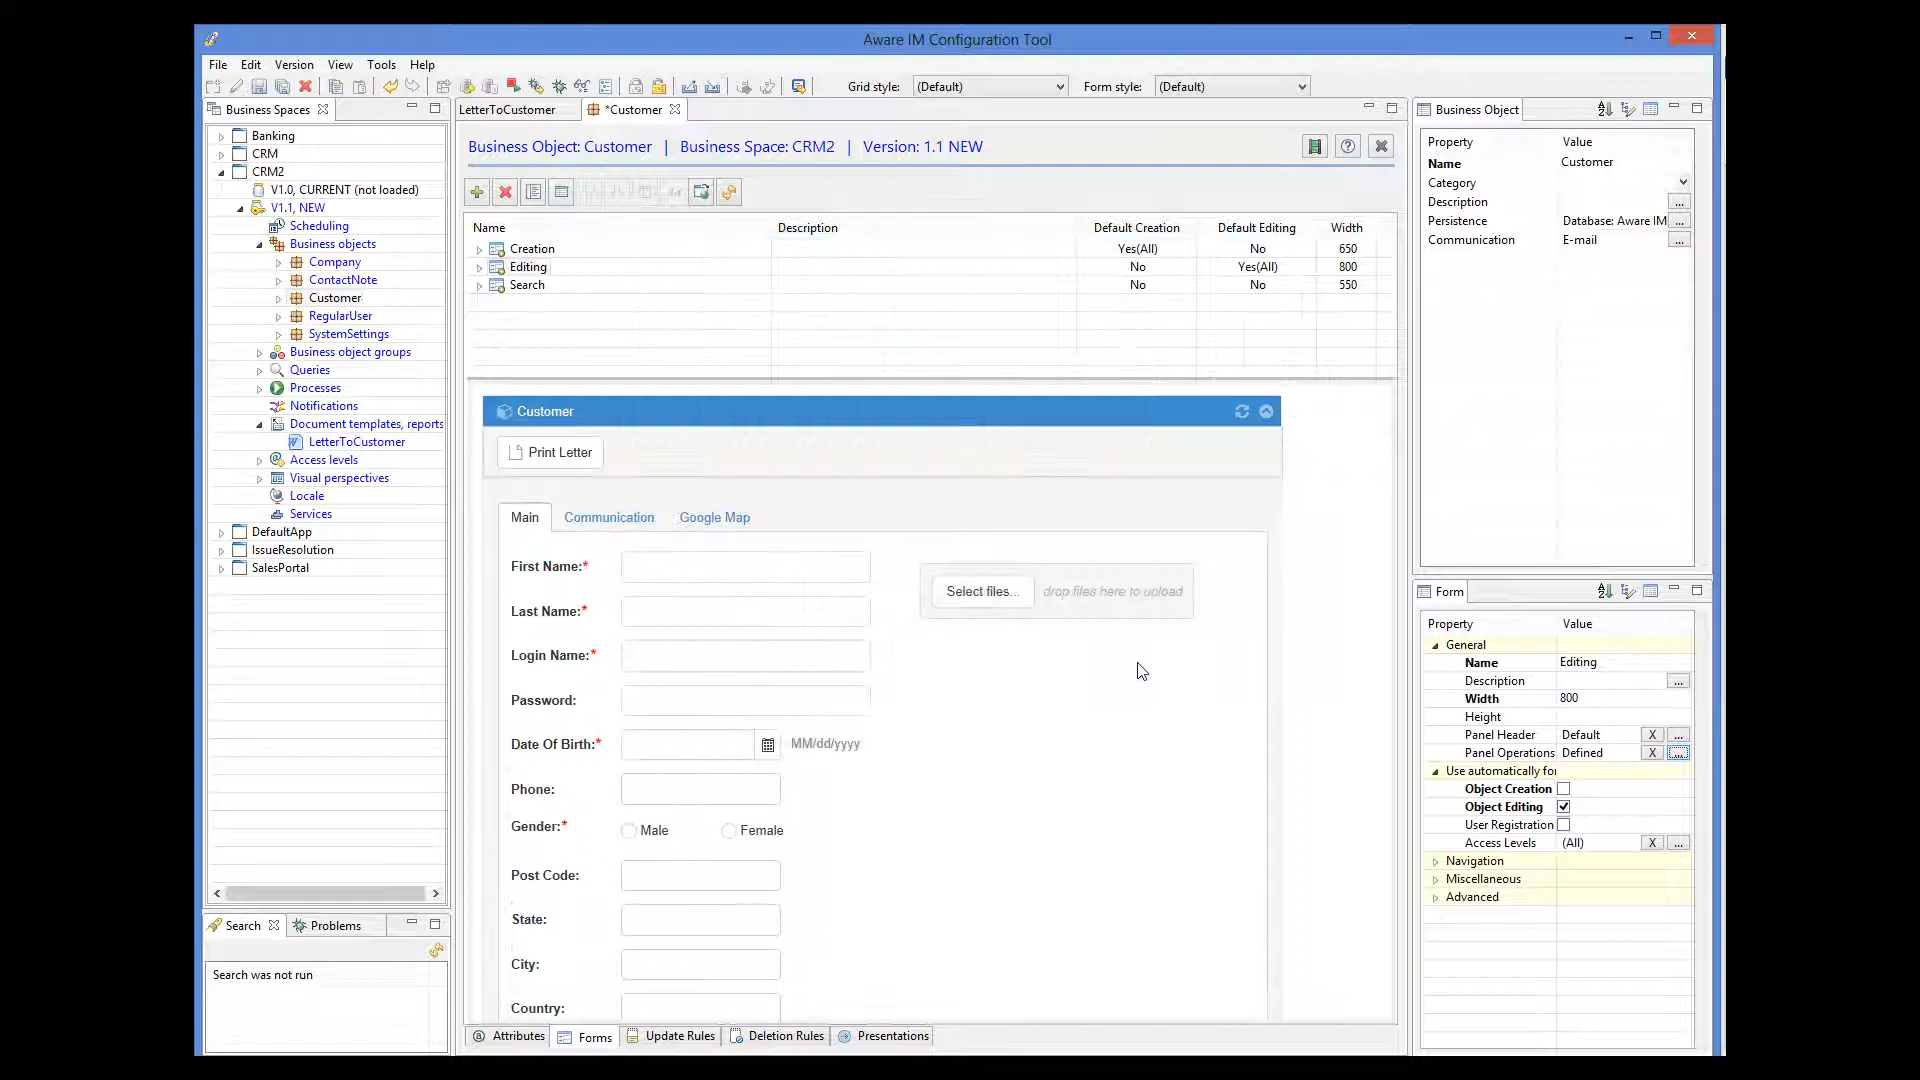 Aware IM Configuration Tool
File Edit Version View Tools Help
Grid style: (Default) Form style: (Default)
Business Spaces
Banking
CRM
CRM2
V1.0, CURRENT (not loaded)
V1.1, NEW
Scheduling
Business objects
Company
ContactNote
Customer
RegularUser
SystemSettings
Business object groups
Queries
Processes
Notifications
Document templates, reports
LetterToCustomer
Access levels
Visual perspectives
Locale
Services
DefaultApp
IssueResolution
SalesPortal
Search Problems
Search was not run
LetterToCustomer *Customer
Business Object: Customer | Business Space: CRM2 | Version: 1.1 NEW
Name Description Default Creation Default Editing Width
Creation Yes(All) No 650
Editing No Yes(All) 800
Search No No 550
Customer
Print Letter
Main Communication Google Map
First Name:*
Select files... drop files here to upload
Last Name:*
Login Name:*
Password:
Date Of Birth:* MM/dd/yyyy
Phone:
Gender:* Male Female
Post Code:
State:
City:
Country:
Attributes Forms Update Rules Deletion Rules Presentations
Business Object
Property Value
Name Customer
Category
Description ...
Persistence Database: Aware IM ...
Communication E-mail ...
Form
Property Value
General
Name Editing
Description ...
Width 800
Height
Panel Header Default X ...
Panel Operations Defined X ...
Use automatically for
Object Creation
Object Editing
User Registration
Access Levels (All) X ...
Navigation
Miscellaneous
Advanced